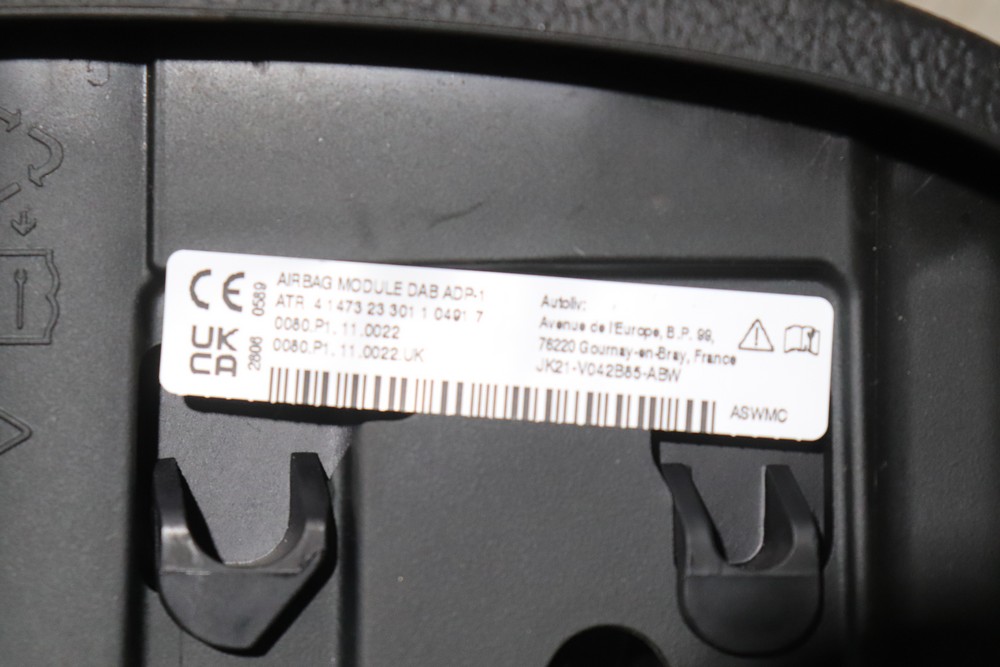 CE 0589
UKCA 2806
AIRBAG MODULE DAB ADP-1
ATR 4 1473 23 301 1 0491 7
0080.P1.11.0022
0080.P1.11.0022.UK
Autoliv:
Avenue de l'Europe, B.P. 99,
76220 Gournay-en-Bray, France
JK21-V042B85-ABW
ASWMC